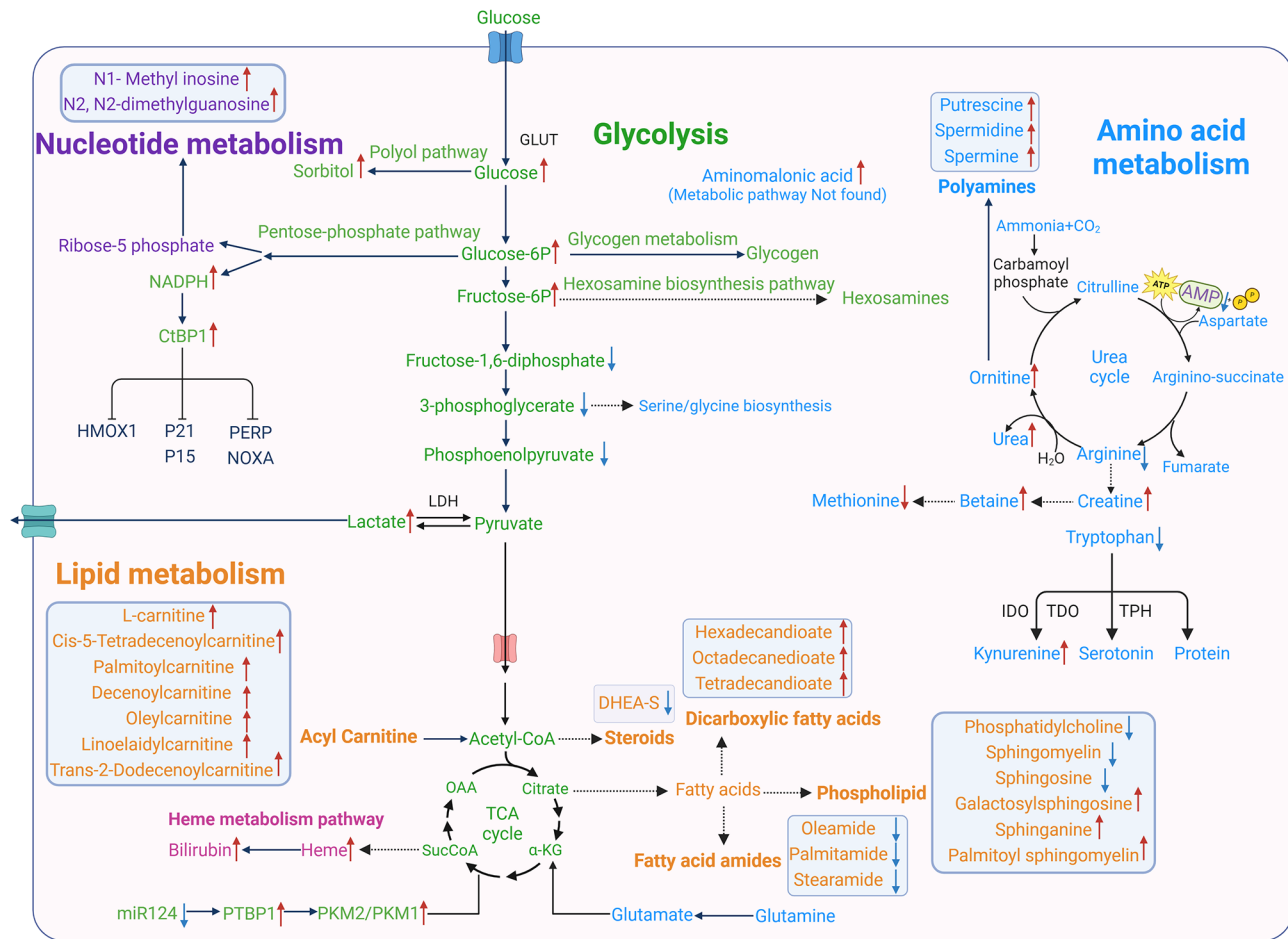 Glucose
N1- Methyl inosine
N2, N2-dimethylguanosine
Nucleotide metabolism
Glycolysis
GLUT
Polyol pathway
Sorbitol
Glucose
Aminomalonic acid
(Metabolic pathway Not found)
Putrescine
Spermidine
Spermine
Polyamines
Amino acid
metabolism
Ribose-5 phosphate
Pentose-phosphate pathway
Glucose-6P
Glycogen metabolism
Glycogen
NADPH
Fructose-6P
Hexosamine biosynthesis pathway
Hexosamines
CtBP1
HMOX1
P21
P15
PERP
NOXA
Fructose-1,6-diphosphate
3-phosphoglycerate
Serine/glycine biosynthesis
Phosphoenolpyruvate
LDH
Lactate
Pyruvate
Ammonia+CO2
Carbamoyl
phosphate
Citrulline
ATP
AMP
P
P
Aspartate
Urea
cycle
Ornitine
Arginino-succinate
Urea
H2O
Arginine
Fumarate
Methionine
Betaine
Creatine
Tryptophan
IDO
TDO
TPH
Kynurenine
Serotonin
Protein
Lipid metabolism
L-carnitine
Cis-5-Tetradecenoylcarnitine
Palmitoylcarnitine
Decenoylcarnitine
Oleylcarnitine
Linoelaidylcarnitine
Trans-2-Dodecenoylcarnitine
Hexadecandioate
Octadecanedioate
Tetradecandioate
Dicarboxylic fatty acids
DHEA-S
Steroids
Acyl Carnitine
Acetyl-CoA
OAA
Citrate
TCA
cycle
SucCoA
α-KG
Fatty acids
Phospholipid
Phosphatidylcholine
Sphingomyelin
Sphingosine
Galactosylsphingosine
Sphinganine
Palmitoyl sphingomyelin
Heme metabolism pathway
Bilirubin
Heme
Fatty acid amides
Oleamide
Palmitamide
Stearamide
miR124
PTBP1
PKM2/PKM1
Glutamate
Glutamine